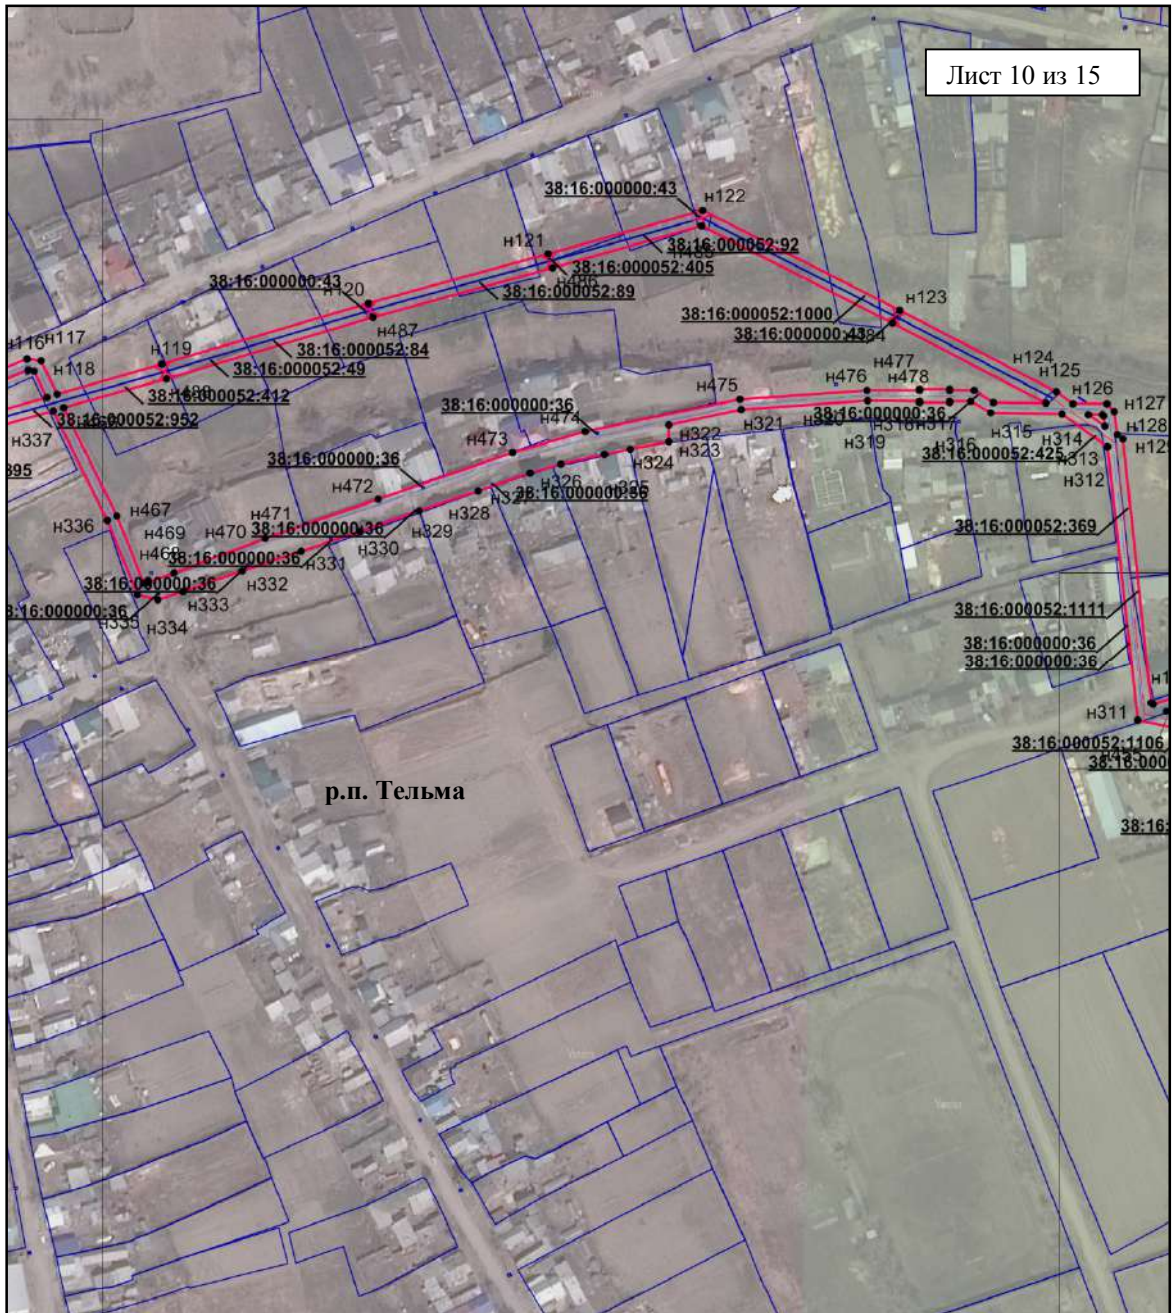 Лист 10 из 15
38:16:000000:43
н122
н121
38:16:000052:92
38:16:000052:405
н486
38:16:000000:43
н120
38:16:000052:89
38:16:000052:1000
н123
38:16:000000:43
н487
н116
н117
н119
38:16:000052:84
н118
38:16:000052:49
38:16:000052:412
38:16:000052:952
н337
н477
н124
н475
н476
н478
н125
н126
38:16:000000:36
н127
н474
н321
38:16:000000:36
н317
н315
н322
н319
н316
н314
н128
н323
38:16:000052:425
н313
н473
н324
н312
38:16:000000:36
н326
н472
н328
н329
н336
н467
н471
38:16:000052:369
н469
н470
38:16:000000:36
н330
38:16:000000:36
н331
н332
38:16:000000:36
н333
н334
38:16:000052:1111
38:16:000000:36
38:16:000000:36
н311
38:16:000052:1106
р.п. Тельма